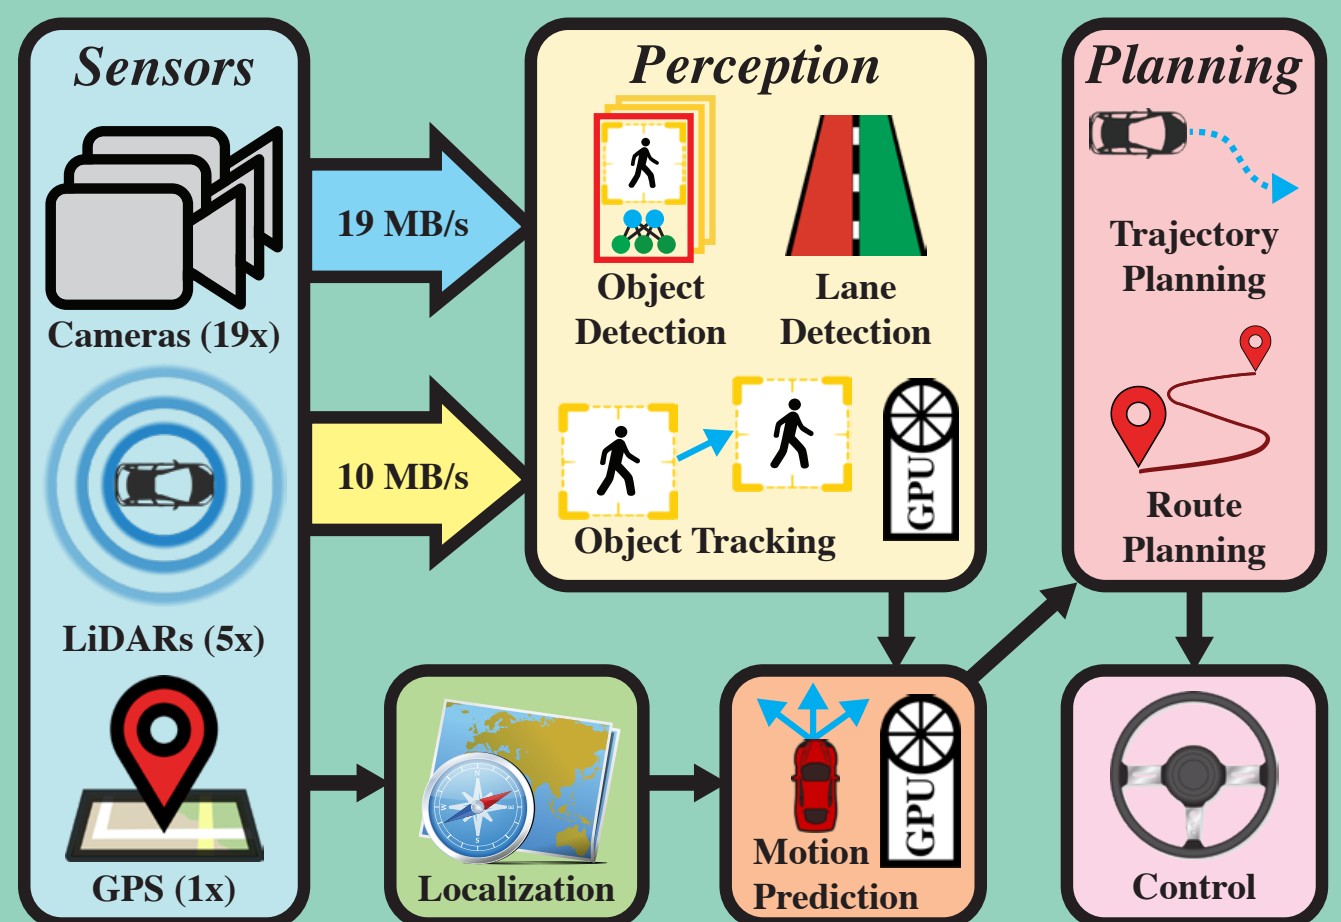 Sensors
Cameras (19x)
LiDARs (5x)
GPS (1x)
19 MB/s
10 MB/s
Perception
Object
Detection
Lane
Detection
Object Tracking
GPU
Planning
Trajectory
Planning
Route
Planning
Localization
Motion
Prediction
GPU
Control